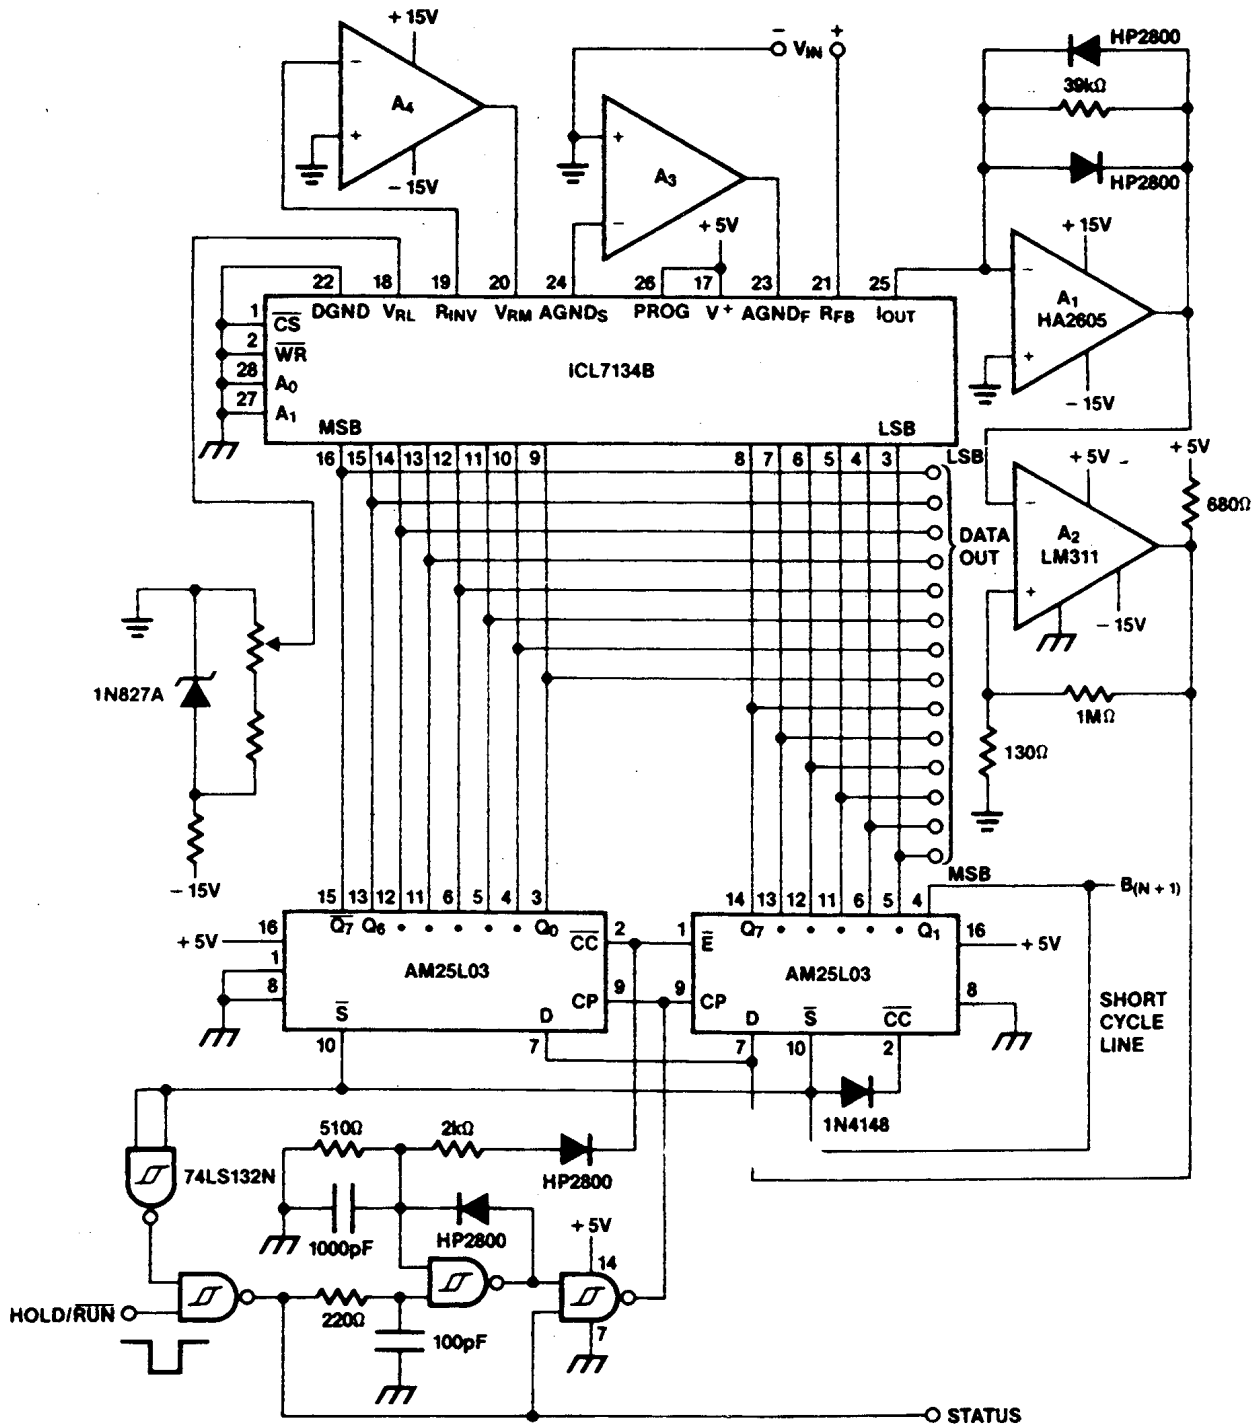 + 15V
−
A4
+
− 15V
− VIN +
+
A3
−
+ 5V
HP2800
39kΩ
HP2800
+ 15V
−
A1
HA2605
+
− 15V
22 18 19 20 24 26 17 23 21 25
DGND VRL RINV VRM AGNDS PROG V+ AGNDF RFB IOUT
1 CS
2 WR
28 A0
27 A1
ICL7134B
MSB LSB
16 15 14 13 12 11 10 9 8 7 6 5 4 3
LSB
DATA
OUT
MSB
+ 5V
+ 5V
680Ω
−
A2
LM311
+
− 15V
1MΩ
130Ω
1N827A
− 15V
B(N + 1)
15 13 12 11 6 5 4 3
14 13 12 11 6 5 4
+ 5V 16
1
8
Q7 Q6 • • • • • Q0
CC 2
AM25L03
CP 9
S
D
10
7
1 E
Q7 • • • • • Q1
16 + 5V
AM25L03
9 CP
8
D S CC
7 10 2
SHORT
CYCLE
LINE
1N4148
510Ω
2kΩ
HP2800
74LS132N
1000pF
HP2800
+ 5V
14
HOLD/RUN
220Ω
100pF
7
STATUS